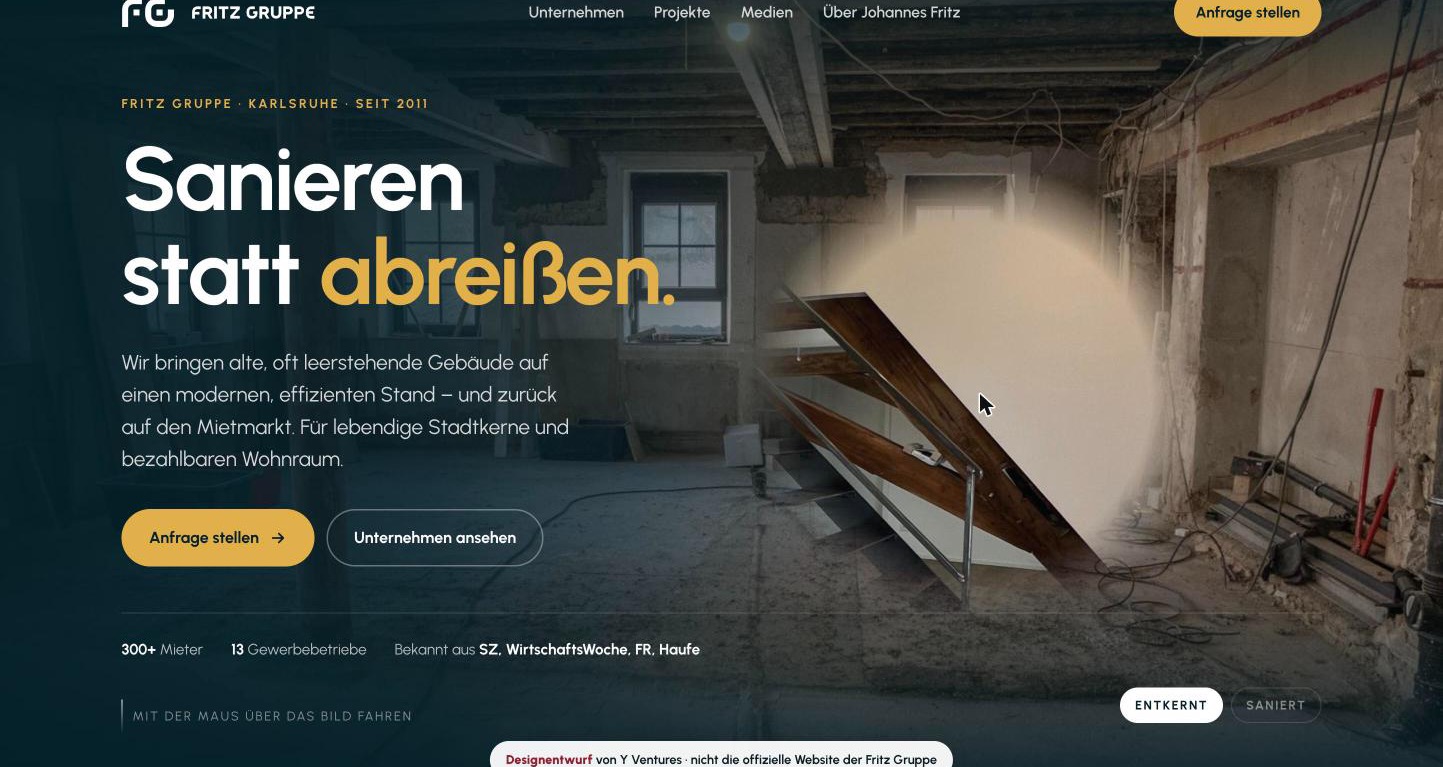 FG FRITZ GRUPPE
Unternehmen Projekte Medien Über Johannes Fritz
Anfrage stellen
FRITZ GRUPPE · KARLSRUHE · SEIT 2011
Sanieren
statt abreißen.
Wir bringen alte, oft leerstehende Gebäude auf
einen modernen, effizienten Stand – und zurück
auf den Mietmarkt. Für lebendige Stadtkerne und
bezahlbaren Wohnraum.
Anfrage stellen →
Unternehmen ansehen
300+ Mieter 13 Gewerbebetriebe Bekannt aus SZ, WirtschaftsWoche, FR, Haufe
MIT DER MAUS ÜBER DAS BILD FAHREN
ENTKERNT SANIERT
Designentwurf von Y Ventures · nicht die offizielle Website der Fritz Gruppe